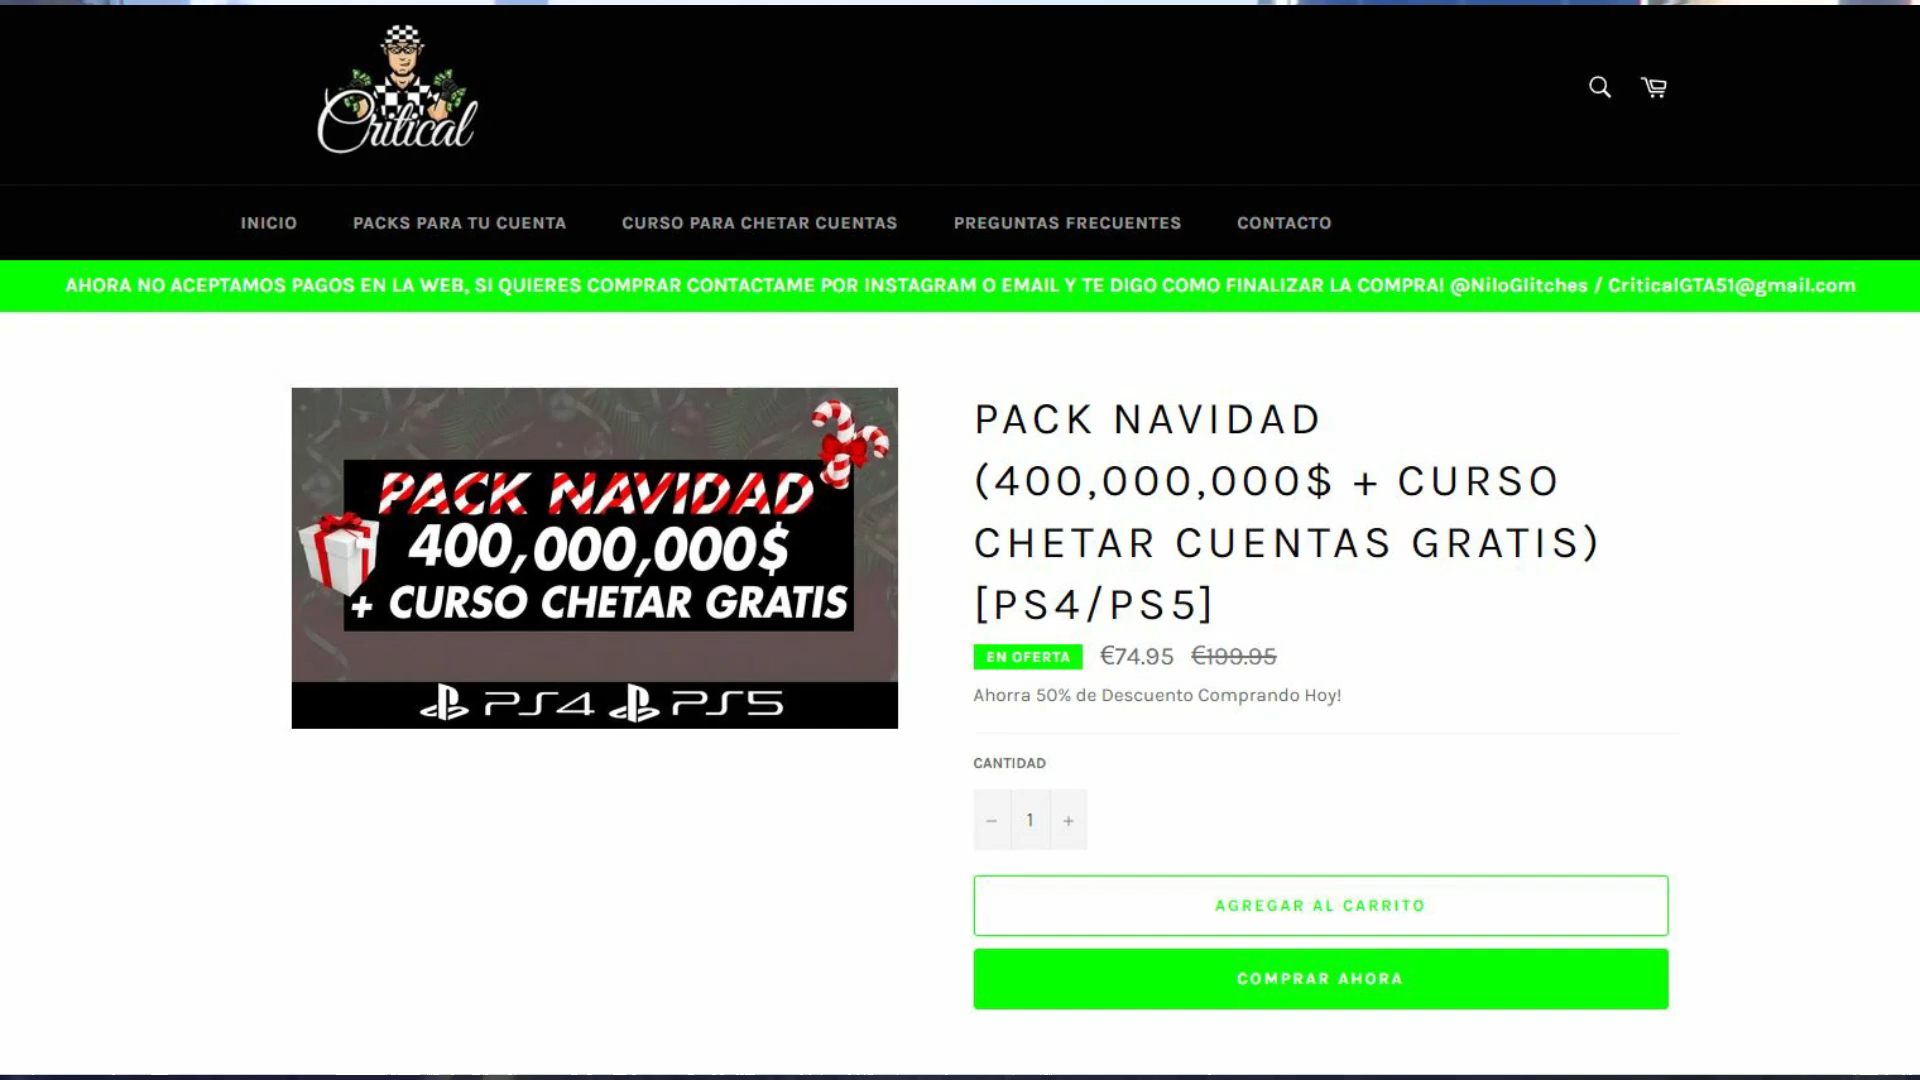 Critical
INICIO
PACKS PARA TU CUENTA
CURSO PARA CHETAR CUENTAS
PREGUNTAS FRECUENTES
CONTACTO
AHORA NO ACEPTAMOS PAGOS EN LA WEB, SI QUIERES COMPRAR CONTACTAME POR INSTAGRAM O EMAIL Y TE DIGO COMO FINALIZAR LA COMPRA! @NiloGlitches / CriticalGTA51@gmail.com
PACK NAVIDAD
400,000,000$
+ CURSO CHETAR GRATIS
PS4 PS5
PACK NAVIDAD
(400,000,000$ + CURSO
CHETAR CUENTAS GRATIS)
[PS4/PS5]
EN OFERTA €74.95 €199.95
Ahorra 50% de Descuento Comprando Hoy!
CANTIDAD
− 1 +
AGREGAR AL CARRITO
COMPRAR AHORA